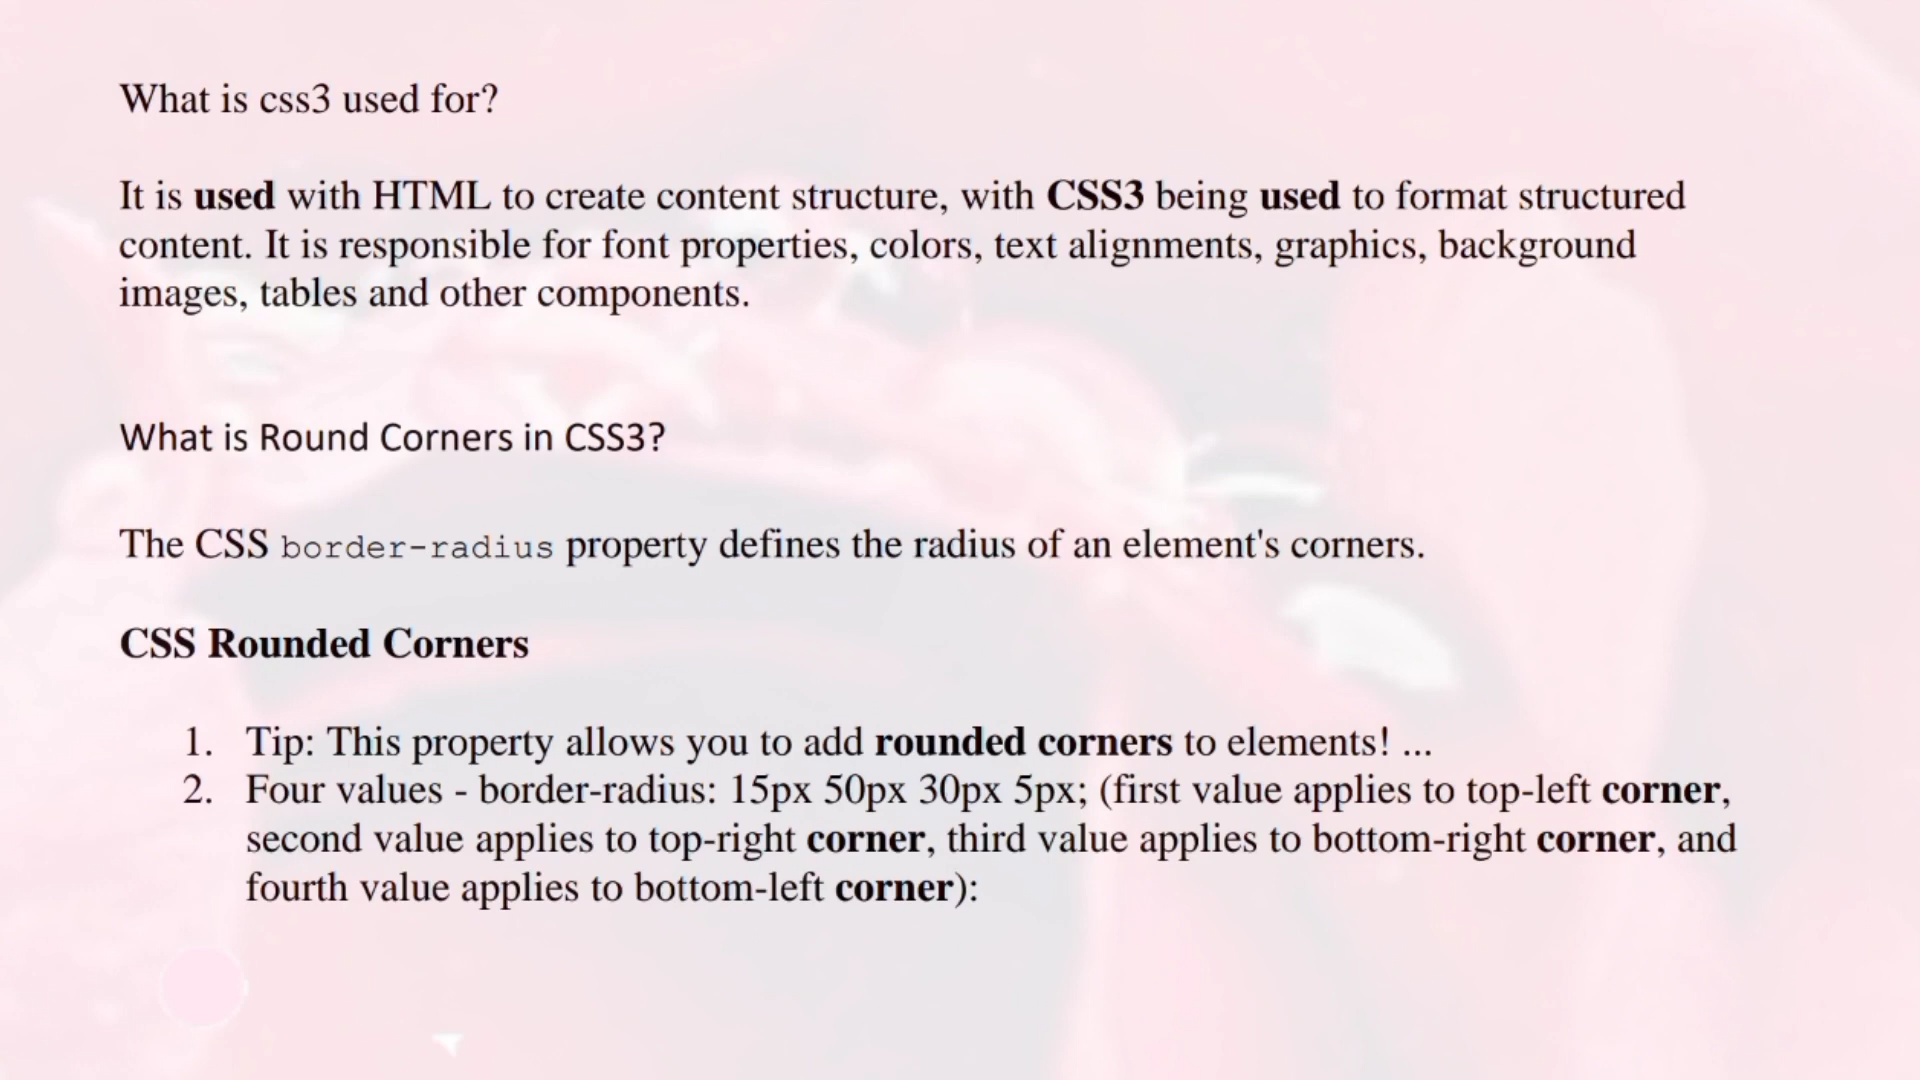 What is css3 used for?
It is used with HTML to create content structure, with CSS3 being used to format structured
content. It is responsible for font properties, colors, text alignments, graphics, background
images, tables and other components.
What is Round Corners in CSS3?
The CSS border-radius property defines the radius of an element's corners.
CSS Rounded Corners
1. Tip: This property allows you to add rounded corners to elements! ...
2. Four values - border-radius: 15px 50px 30px 5px; (first value applies to top-left corner,
second value applies to top-right corner, third value applies to bottom-right corner, and
fourth value applies to bottom-left corner):